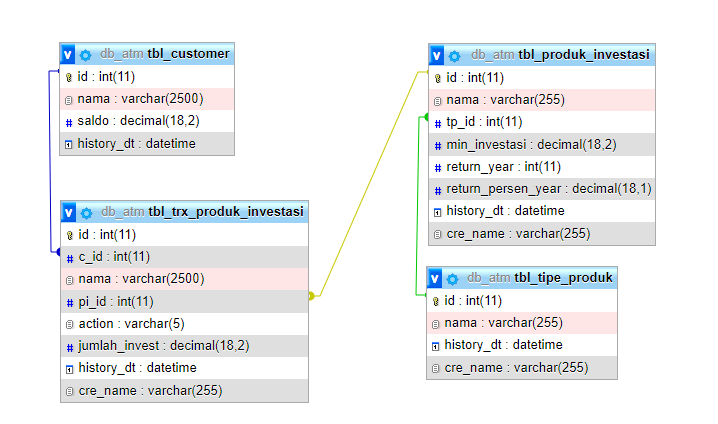 db_atm tbl_customer
id : int(11)
nama : varchar(2500)
saldo : decimal(18,2)
history_dt : datetime
db_atm tbl_trx_produk_investasi
id : int(11)
c_id : int(11)
nama : varchar(2500)
pi_id : int(11)
action : varchar(5)
jumlah_invest : decimal(18,2)
history_dt : datetime
cre_name : varchar(255)
db_atm tbl_produk_investasi
id : int(11)
nama : varchar(255)
tp_id : int(11)
min_investasi : decimal(18,2)
return_year : int(11)
return_persen_year : decimal(18,1)
history_dt : datetime
cre_name : varchar(255)
db_atm tbl_tipe_produk
id : int(11)
nama : varchar(255)
history_dt : datetime
cre_name : varchar(255)